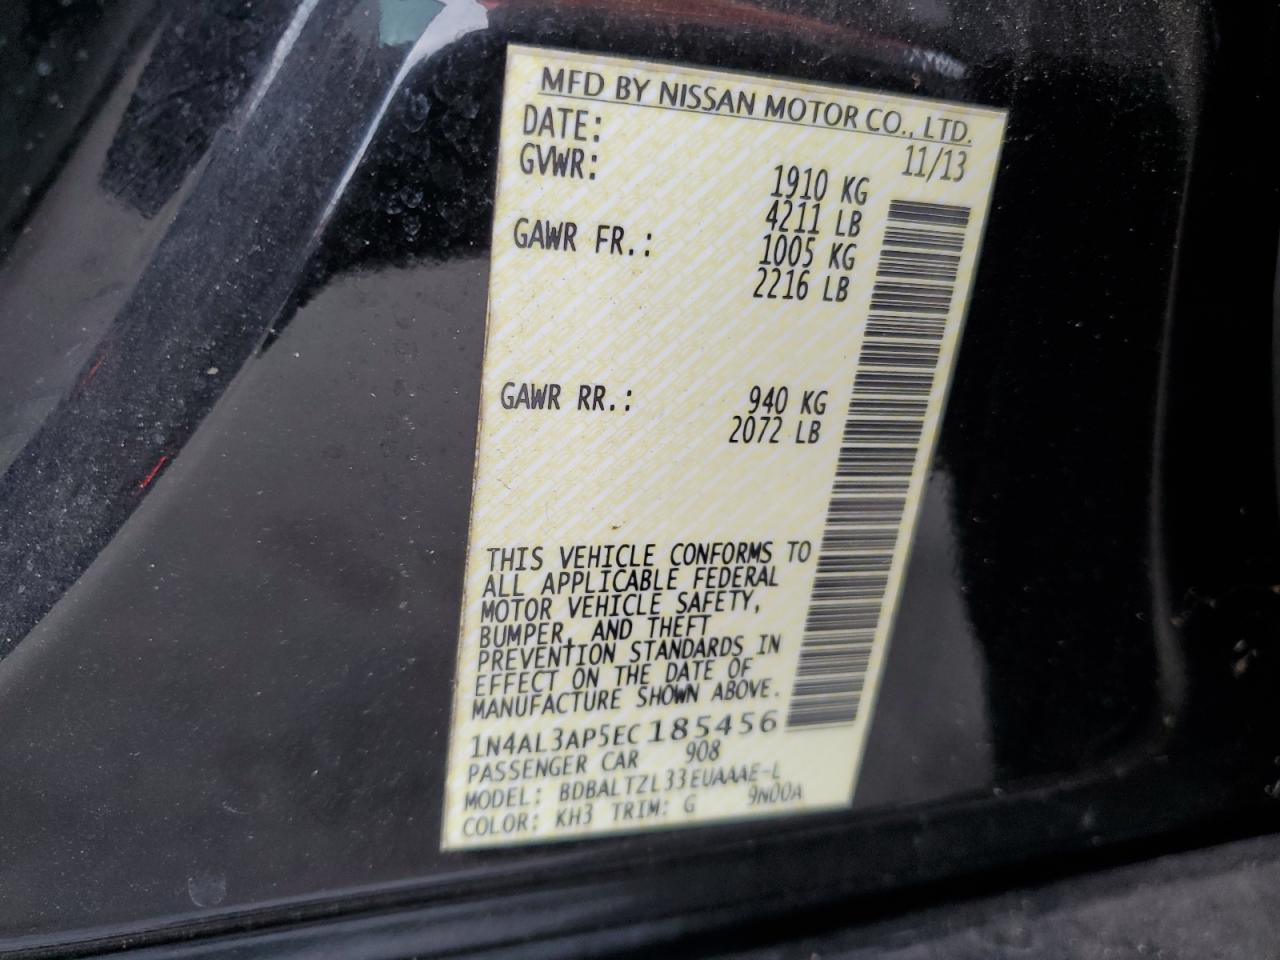 MFD BY NISSAN MOTOR CO., LTD.
DATE: 11/13
GVWR: 1910 KG
4211 LB
GAWR FR.: 1005 KG
2216 LB
GAWR RR.: 940 KG
2072 LB
THIS VEHICLE CONFORMS TO
ALL APPLICABLE FEDERAL
MOTOR VEHICLE SAFETY,
BUMPER, AND THEFT
PREVENTION STANDARDS IN
EFFECT ON THE DATE OF
MANUFACTURE SHOWN ABOVE.
1N4AL3AP5EC185456
PASSENGER CAR 908
MODEL: BDBALTZL33EUAAAE-L
COLOR: KH3 TRIM: G 9N00A